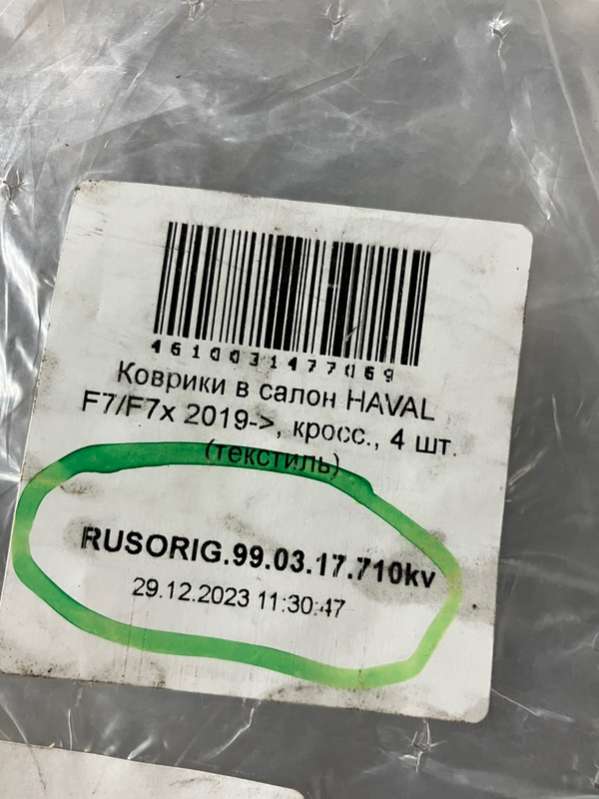 4610031477069
Коврики в салон HAVAL
F7/F7x 2019->, кросс., 4 шт.
(текстиль)
RUSORIG.99.03.17.710kv
29.12.2023 11:30:47